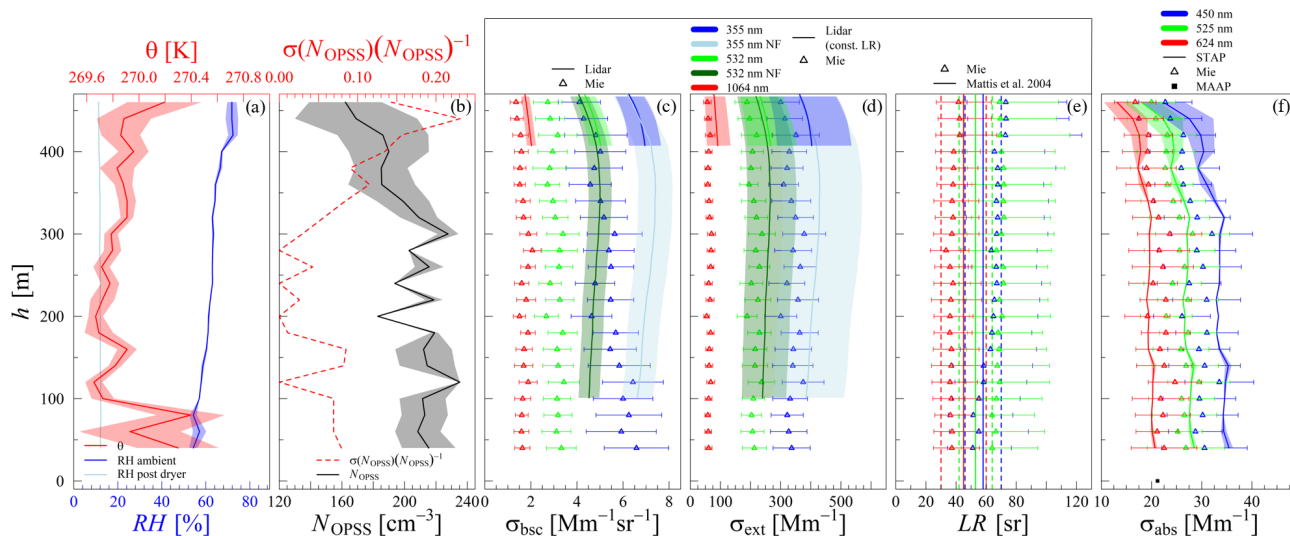 θ [K]
269.6 270.0 270.4 270.8
σ(N_OPSS)(N_OPSS)⁻¹
0.00 0.10 0.20
Lidar
Mie
355 nm
355 nm NF
532 nm
532 nm NF
1064 nm
Lidar
(const. LR)
Mie
Mie
Mattis et al. 2004
450 nm
525 nm
624 nm
STAP
Mie
MAAP
(a)
(b)
(c)
(d)
(e)
(f)
h [m]
400
300
200
100
0
θ
RH ambient
RH post dryer
σ(N_OPSS)(N_OPSS)⁻¹
N_OPSS
0 20 40 60 80
RH [%]
120 160 200 240
N_OPSS [cm⁻³]
2 4 6 8
σ_bsc [Mm⁻¹sr⁻¹]
0 100 300 500
σ_ext [Mm⁻¹]
0 20 40 60 80 120
LR [sr]
10 20 30 40
σ_abs [Mm⁻¹]